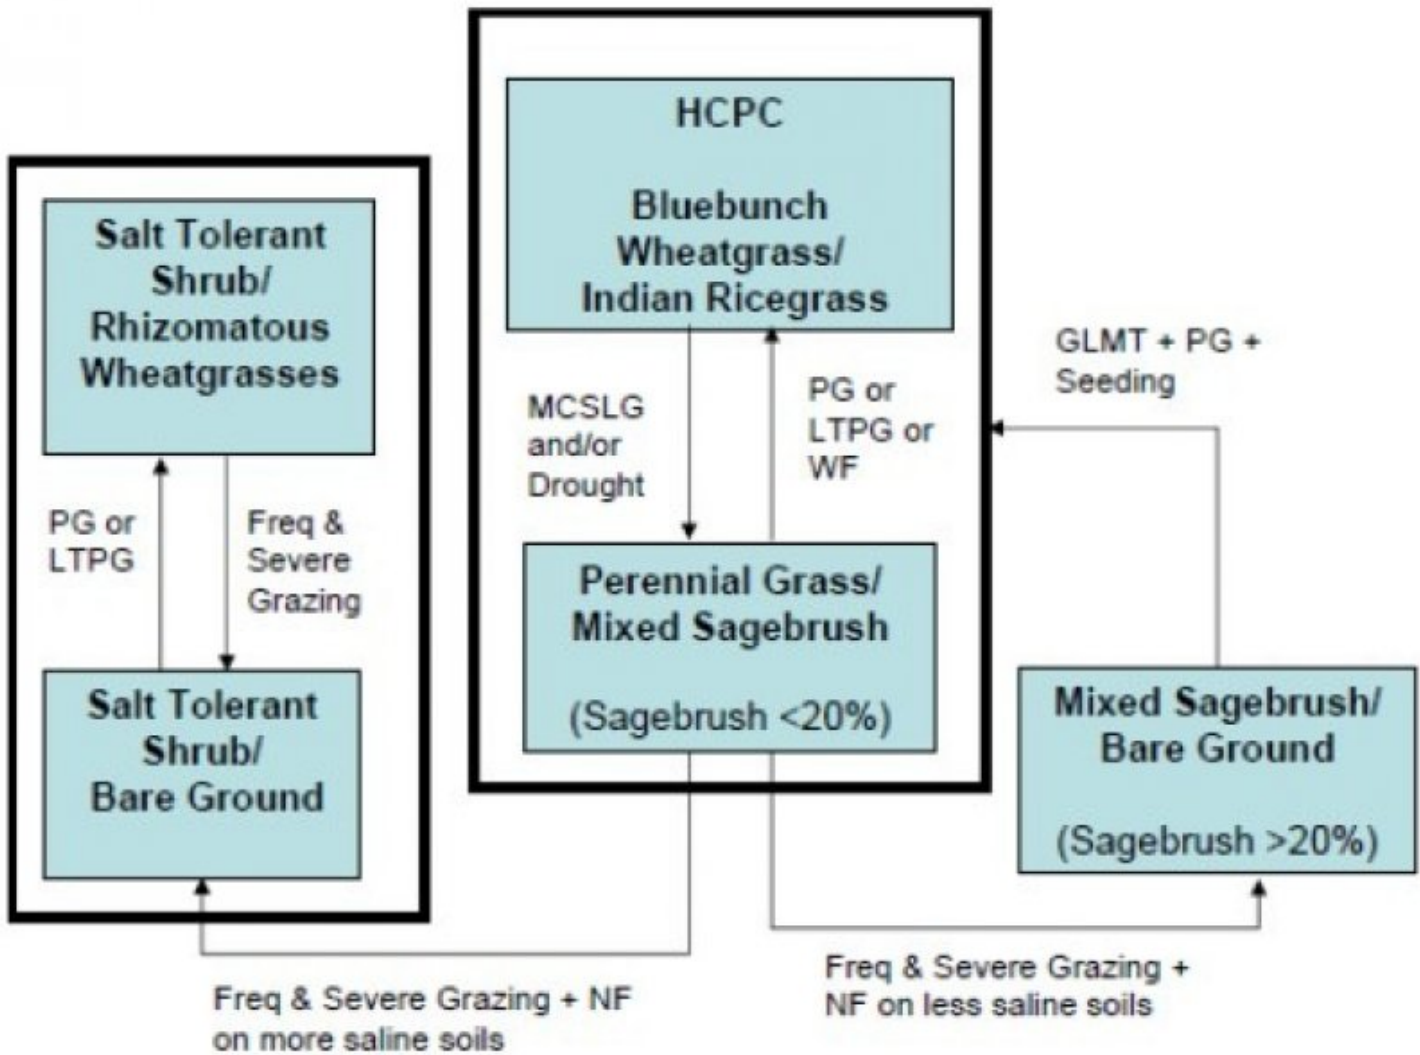 HCPC
Bluebunch
Wheatgrass/
Indian Ricegrass
Salt Tolerant
Shrub/
Rhizomatous
Wheatgrasses
GLMT + PG +
Seeding
MCSLG
and/or
Drought
PG or
LTPG or
WF
PG or
LTPG
Freq &
Severe
Grazing
Perennial Grass/
Mixed Sagebrush
(Sagebrush <20%)
Salt Tolerant
Shrub/
Bare Ground
Mixed Sagebrush/
Bare Ground
(Sagebrush >20%)
Freq & Severe Grazing + NF
on more saline soils
Freq & Severe Grazing +
NF on less saline soils